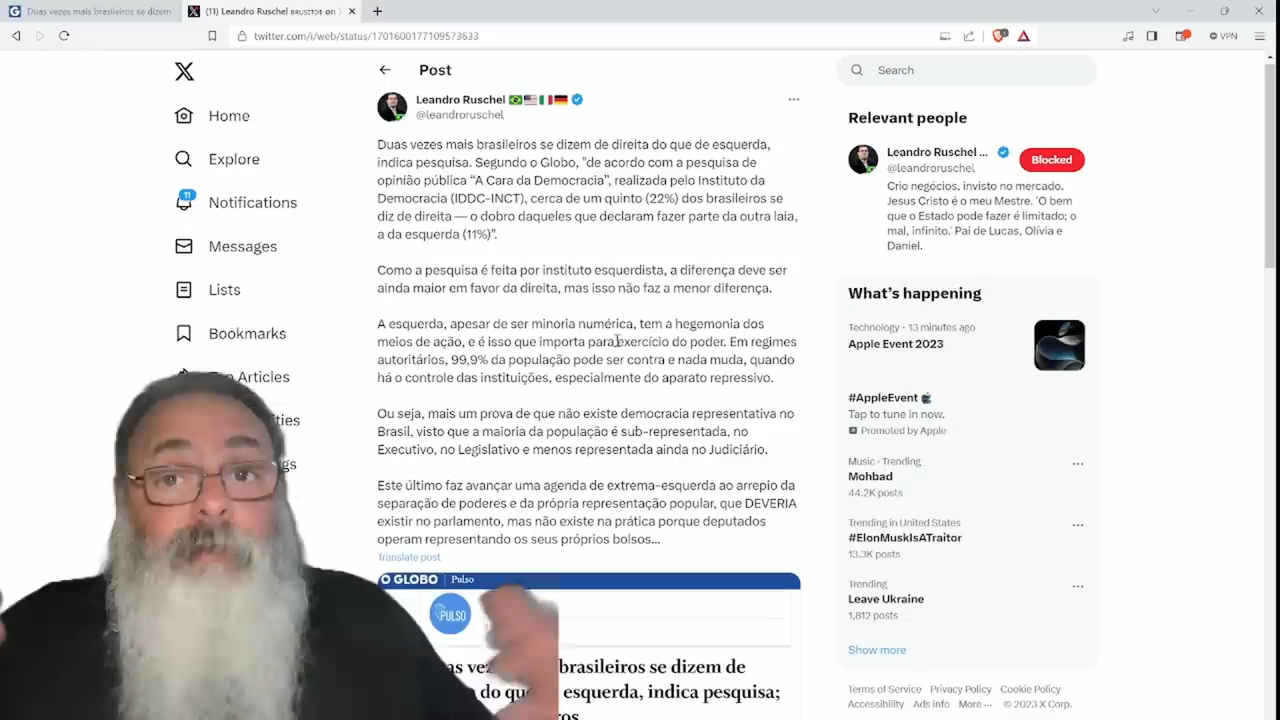 Duas vezes mais brasileiros se dizem
(11) Leandro Ruschel
twitter.com/i/web/status/1701600177109573633
VPN
Post
Search
Leandro Ruschel
@leandroruschel
Home
Explore
11
Notifications
Messages
Lists
Bookmarks
Articles
Duas vezes mais brasileiros se dizem de direita do que de esquerda,
indica pesquisa. Segundo o Globo, "de acordo com a pesquisa de
opinião pública “A Cara da Democracia”, realizada pelo Instituto da
Democracia (IDDC-INCT), cerca de um quinto (22%) dos brasileiros se
diz de direita — o dobro daqueles que declaram fazer parte da outra laia,
a da esquerda (11%)".
Como a pesquisa é feita por instituto esquerdista, a diferença deve ser
ainda maior em favor da direita, mas isso não faz a menor diferença.
A esquerda, apesar de ser minoria numérica, tem a hegemonia dos
meios de ação, e é isso que importa para exercício do poder. Em regimes
autoritários, 99,9% da população pode ser contra e nada muda, quando
há o controle das instituições, especialmente do aparato repressivo.
Ou seja, mais um prova de que não existe democracia representativa no
Brasil, visto que a maioria da população é sub-representada, no
Executivo, no Legislativo e menos representada ainda no Judiciário.
Este último faz avançar uma agenda de extrema-esquerda ao arrepio da
separação de poderes e da própria representação popular, que DEVERIA
existir no parlamento, mas não existe na prática porque deputados
operam representando os seus próprios bolsos...
Translate post
O GLOBO | Pulso
PULSO
brasileiros se dizem de
esquerda, indica pesquisa;
Relevant people
Leandro Ruschel ...
@leandroruschel
Blocked
Crio negócios, invisto no mercado.
Jesus Cristo é o meu Mestre. 'O bem
que o Estado pode fazer é limitado; o
mal, infinito.' Pai de Lucas, Olívia e
Daniel.
What's happening
Technology · 13 minutes ago
Apple Event 2023
#AppleEvent
Tap to tune in now.
Promoted by Apple
Music · Trending
Mohbad
44.2K posts
Trending in United States
#ElonMuskIsATraitor
13.3K posts
Trending
Leave Ukraine
1,812 posts
Show more
Terms of Service Privacy Policy Cookie Policy
Accessibility Ads info More ··· © 2023 X Corp.